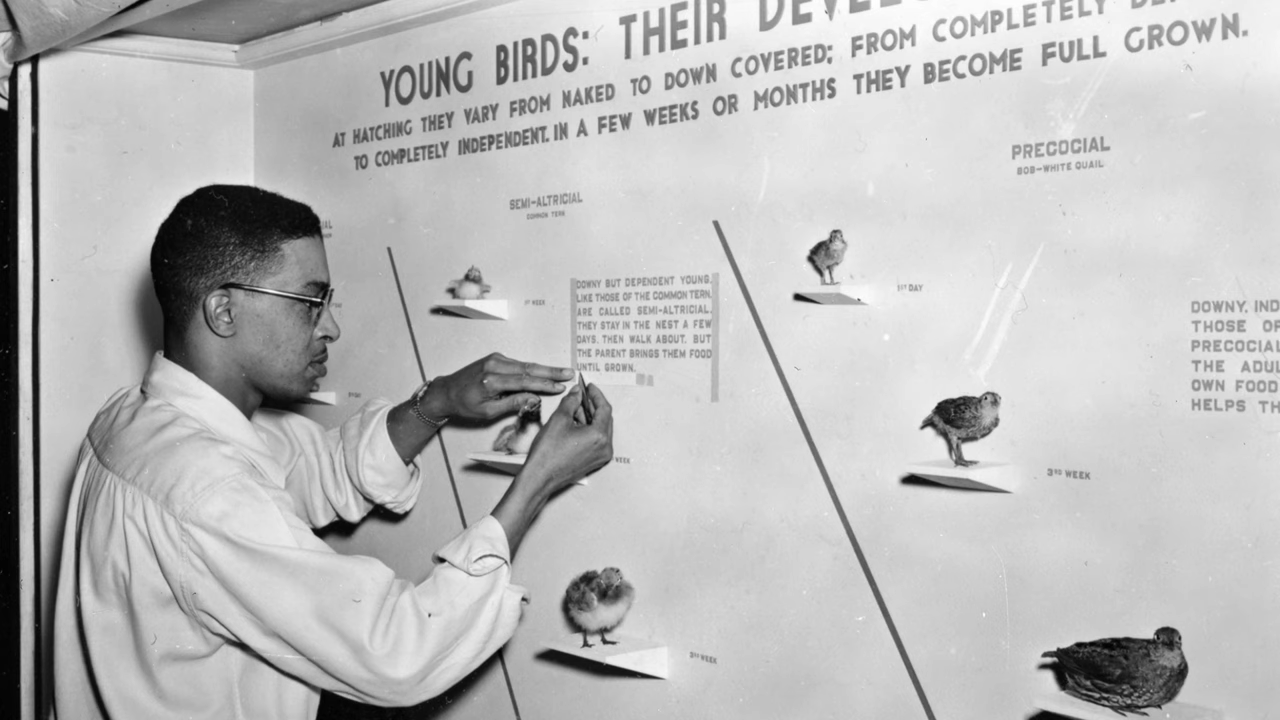 YOUNG BIRDS: THEIR
AT HATCHING THEY VARY FROM NAKED TO DOWN COVERED; FROM COMPLETELY
TO COMPLETELY INDEPENDENT. IN A FEW WEEKS OR MONTHS THEY BECOME FULL GROWN.
SEMI-ALTRICIAL
COMMON TERN
1ST WEEK
DOWNY BUT DEPENDENT YOUNG,
LIKE THOSE OF THE COMMON TERN,
ARE CALLED SEMI-ALTRICIAL.
THEY STAY IN THE NEST A FEW
DAYS, THEN WALK ABOUT, BUT
THE PARENT BRINGS THEM FOOD
UNTIL GROWN.
WEEK
3RD WEEK
PRECOCIAL
BOB-WHITE QUAIL
1ST DAY
3RD WEEK
DOWNY, IND
THOSE OF
PRECOCIAL
THE ADUL
OWN FOOD
HELPS TH